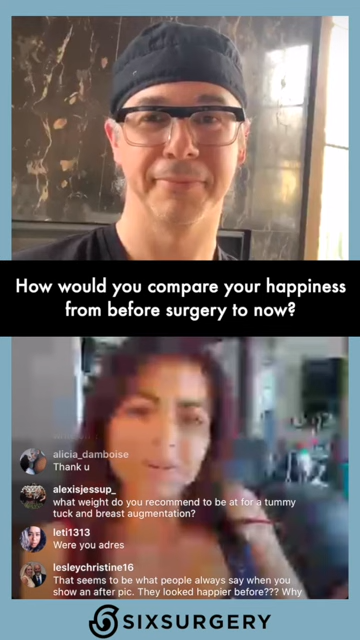 How would you compare your happiness
from before surgery to now?
alicia_damboise
Thank u
alexisjessup_
what weight do you recommend to be at for a tummy
tuck and breast augmentation?
leti1313
Were you adres
lesleychristine16
That seems to be what people always say when you
show an after pic. They looked happier before??? Why
SIXSURGERY